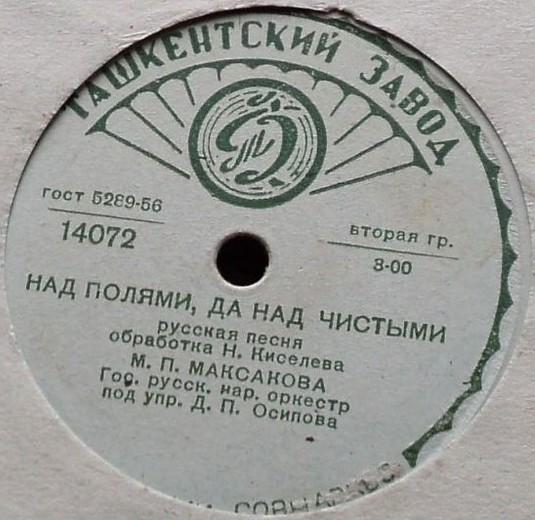 ТАШКЕНТСКИЙ ЗАВОД
гост 5289-56
14072
вторая гр.
8-00
НАД ПОЛЯМИ, ДА НАД ЧИСТЫМИ
русская песня
обработка Н. Киселева
М. П. МАКСАКОВА
Гос. русск. нар. оркестр
под упр. Д. П. Осипова